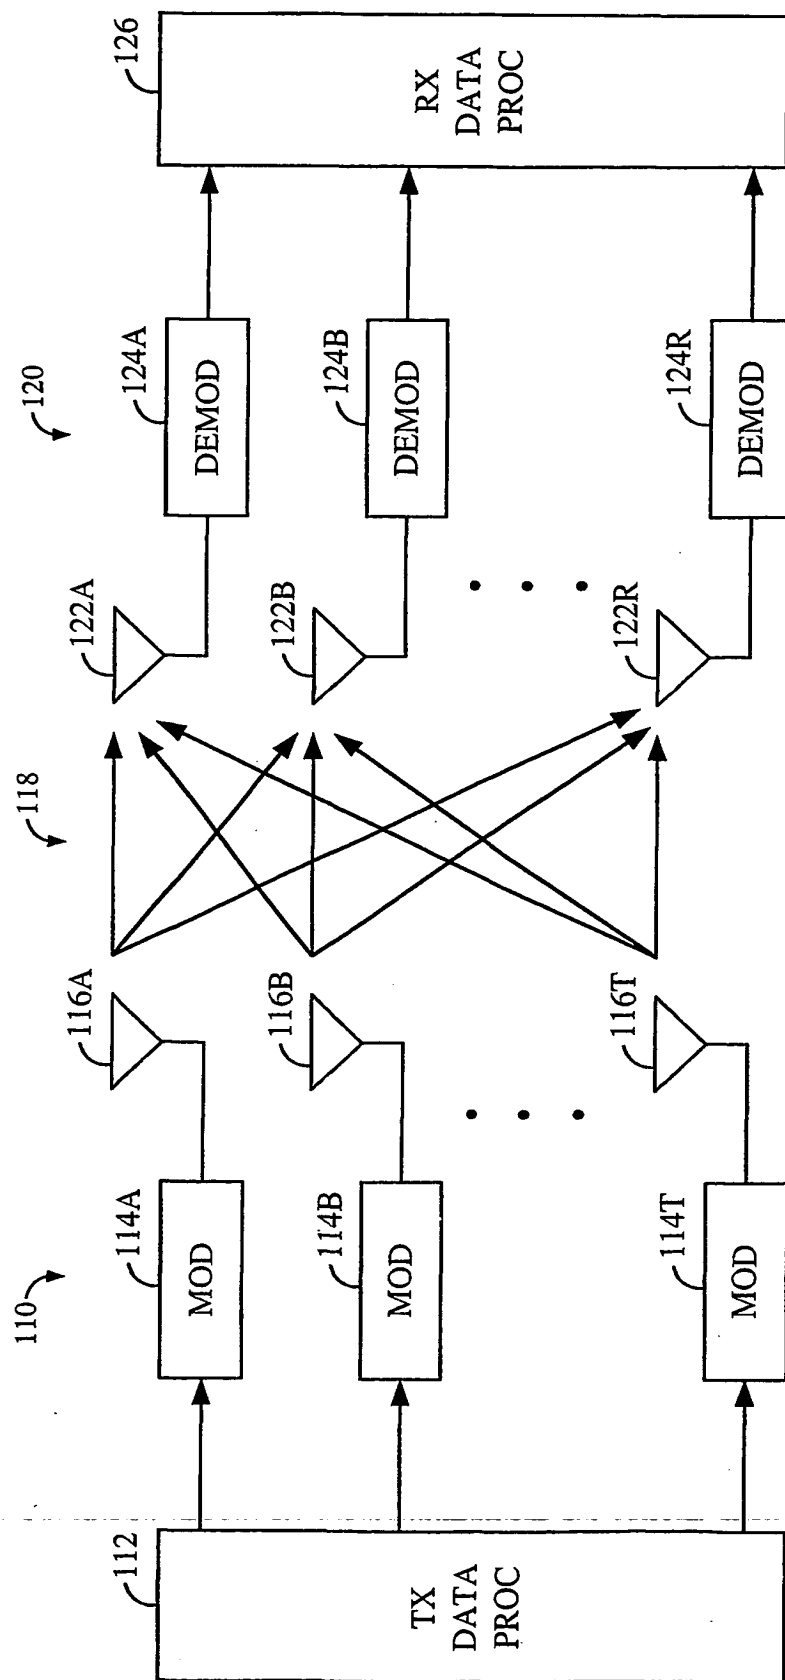 110
118
120
112
TX
DATA
PROC
114A
MOD
116A
122A
124A
DEMOD
126
RX
DATA
PROC
114B
MOD
116B
122B
124B
DEMOD
114T
MOD
116T
122R
124R
DEMOD